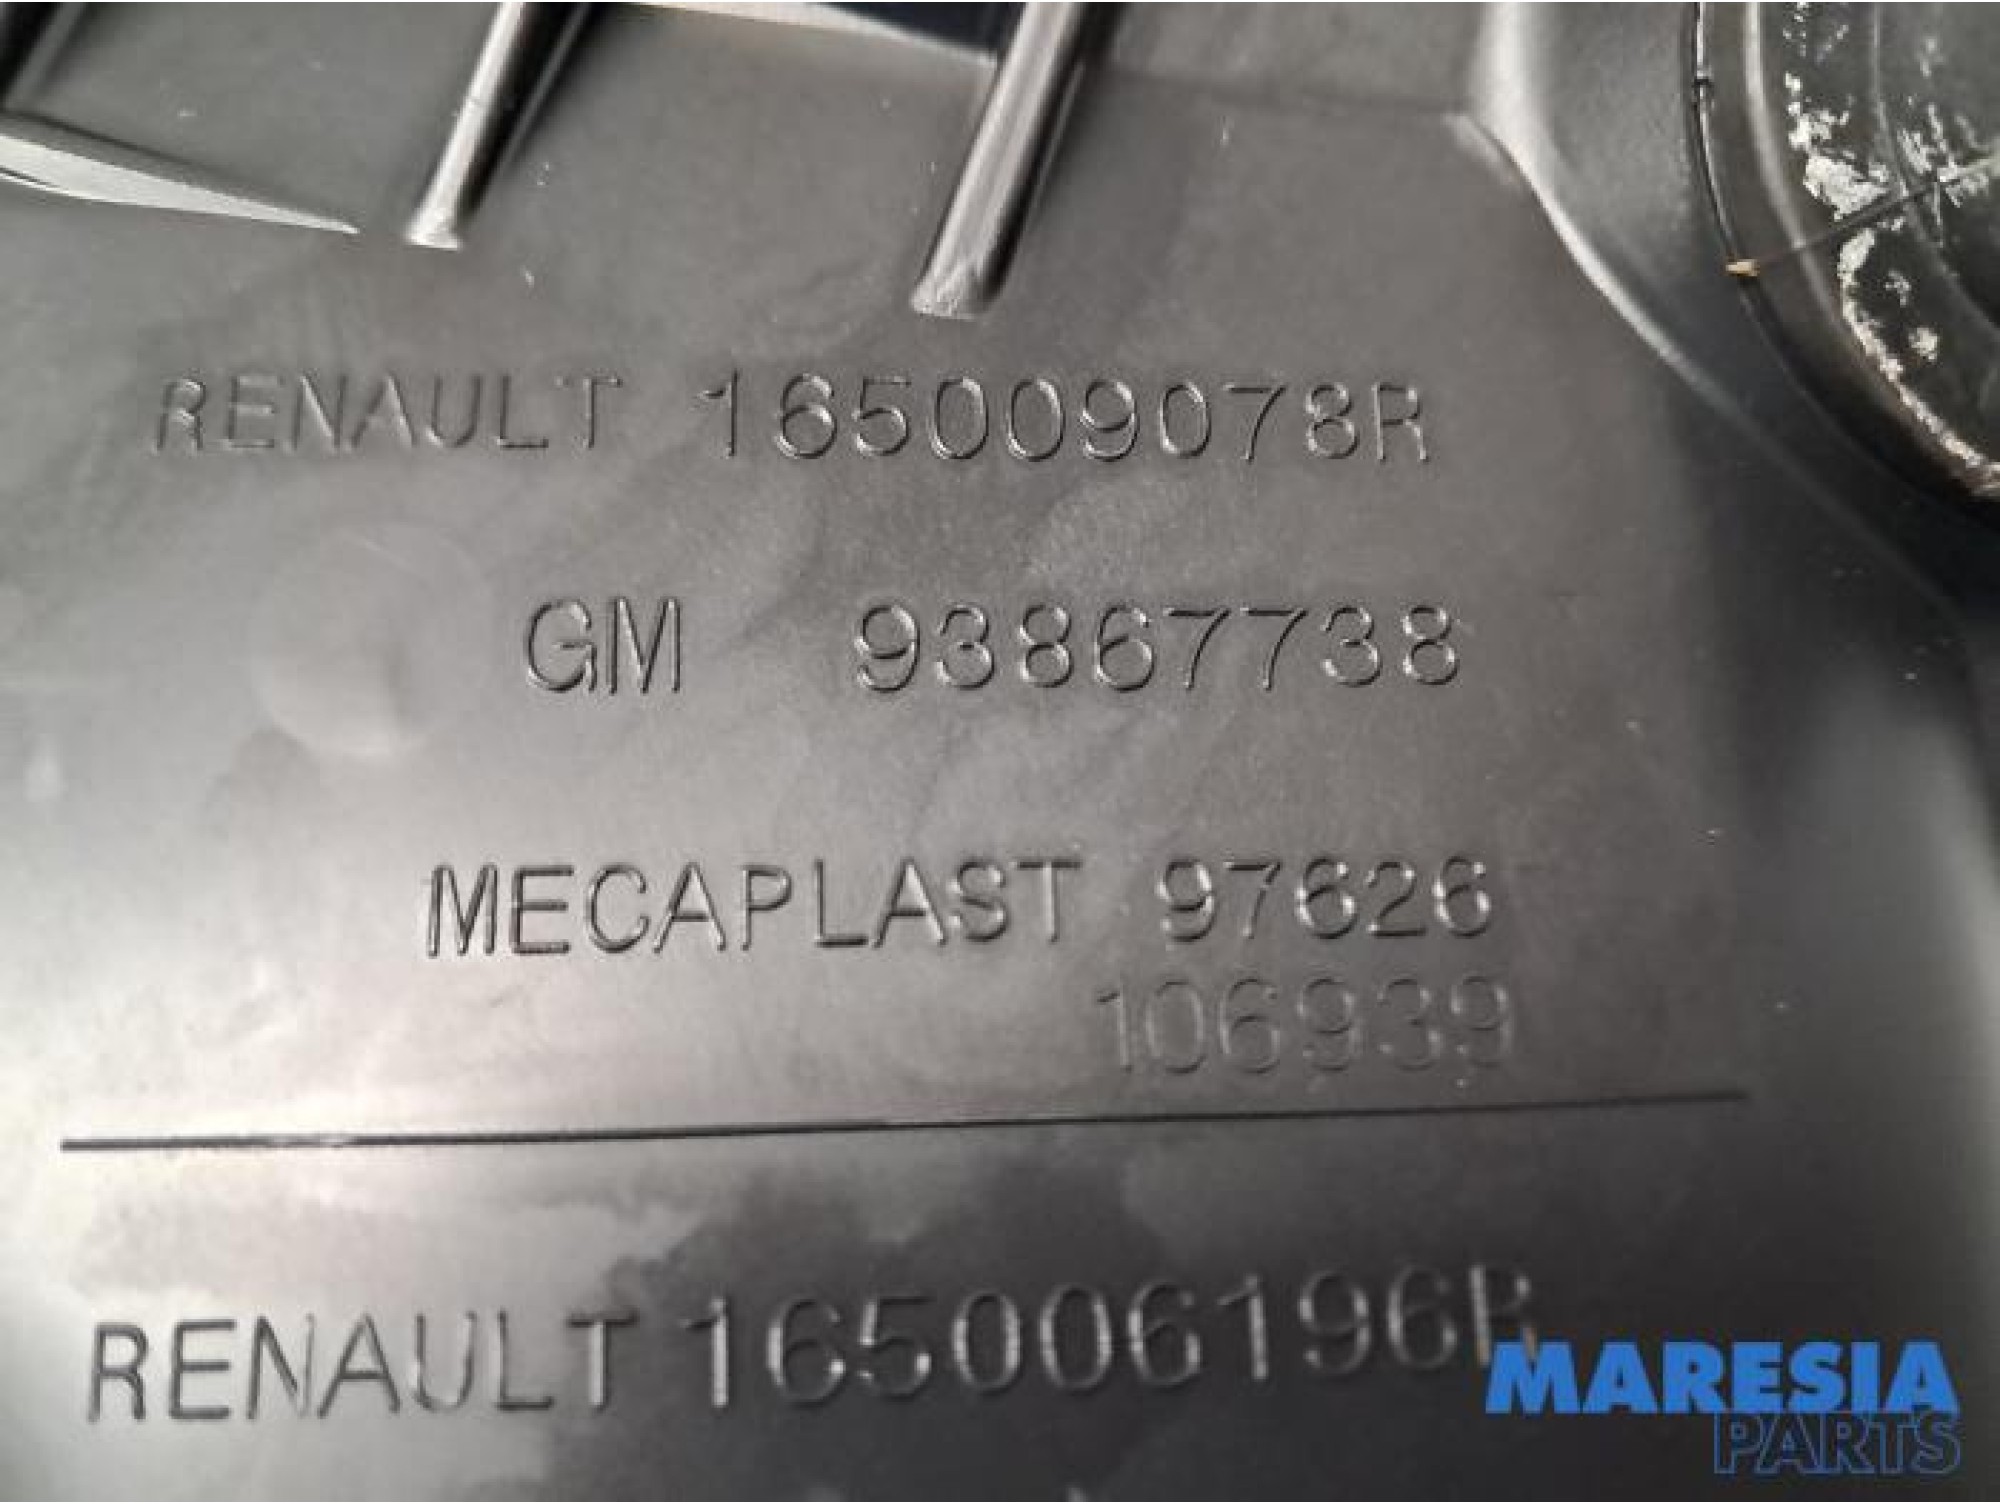 RENAULT 165009078R
GM 93867738
MECAPLAST 97626
106939
RENAULT 165006196R
MARESIA
PARTS